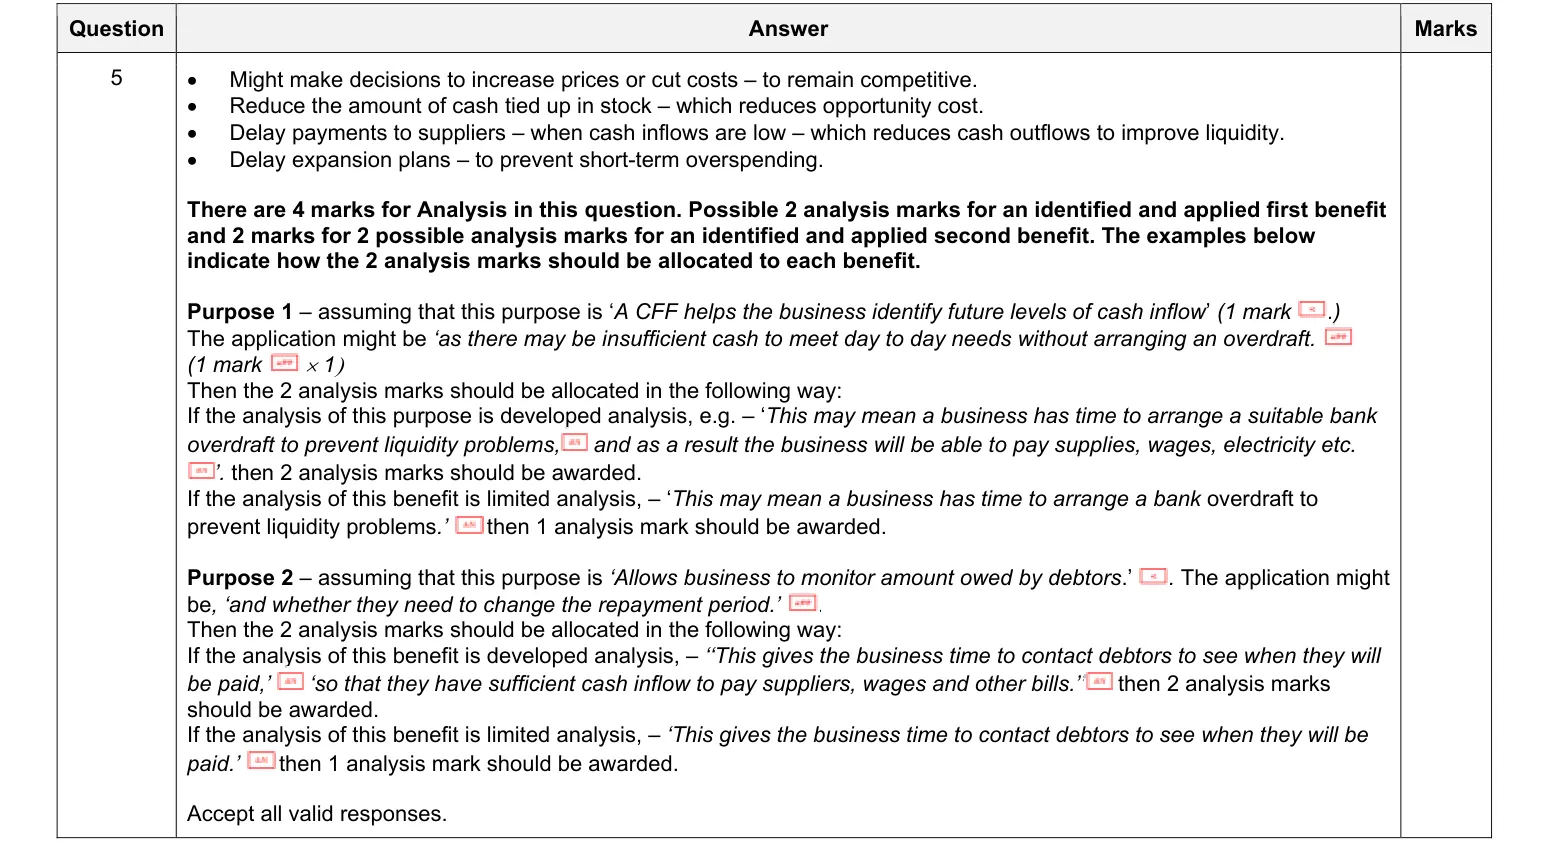 Question Answer Marks
5
• Might make decisions to increase prices or cut costs – to remain competitive.
• Reduce the amount of cash tied up in stock – which reduces opportunity cost.
• Delay payments to suppliers – when cash inflows are low – which reduces cash outflows to improve liquidity.
• Delay expansion plans – to prevent short-term overspending.
There are 4 marks for Analysis in this question. Possible 2 analysis marks for an identified and applied first benefit
and 2 marks for 2 possible analysis marks for an identified and applied second benefit. The examples below
indicate how the 2 analysis marks should be allocated to each benefit.
Purpose 1 – assuming that this purpose is ‘A CFF helps the business identify future levels of cash inflow’ (1 mark .)
The application might be ‘as there may be insufficient cash to meet day to day needs without arranging an overdraft. APP
(1 mark APP × 1)
Then the 2 analysis marks should be allocated in the following way:
If the analysis of this purpose is developed analysis, e.g. – ‘This may mean a business has time to arrange a suitable bank
overdraft to prevent liquidity problems, AN and as a result the business will be able to pay supplies, wages, electricity etc.
AN ’. then 2 analysis marks should be awarded.
If the analysis of this benefit is limited analysis, – ‘This may mean a business has time to arrange a bank overdraft to
prevent liquidity problems.’ AN then 1 analysis mark should be awarded.
Purpose 2 – assuming that this purpose is ‘Allows business to monitor amount owed by debtors.’ . The application might
be, ‘and whether they need to change the repayment period.’ APP .
Then the 2 analysis marks should be allocated in the following way:
If the analysis of this benefit is developed analysis, – ‘‘This gives the business time to contact debtors to see when they will
be paid,’ AN ‘so that they have sufficient cash inflow to pay suppliers, wages and other bills.’’ AN then 2 analysis marks
should be awarded.
If the analysis of this benefit is limited analysis, – ‘This gives the business time to contact debtors to see when they will be
paid.’ AN then 1 analysis mark should be awarded.
Accept all valid responses.